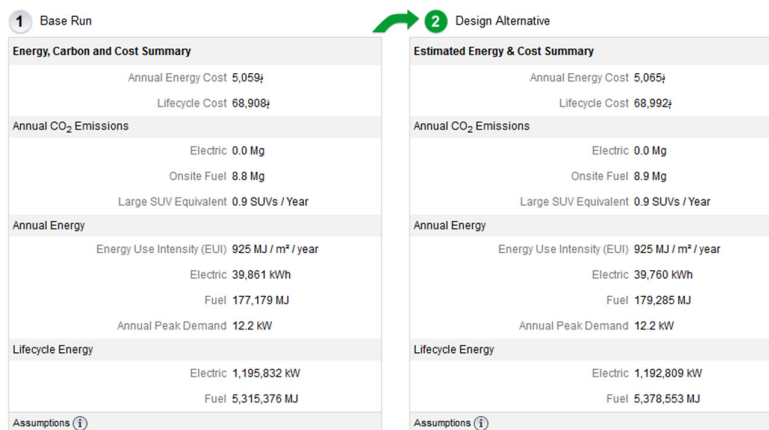 1 Base Run
Energy, Carbon and Cost Summary
Annual Energy Cost 5,059
Lifecycle Cost 68,908
Annual CO₂ Emissions
Electric 0.0 Mg
Onsite Fuel 8.8 Mg
Large SUV Equivalent 0.9 SUVs / Year
Annual Energy
Energy Use Intensity (EUI) 925 MJ / m² / year
Electric 39,861 kWh
Fuel 177,179 MJ
Annual Peak Demand 12.2 kW
Lifecycle Energy
Electric 1,195,832 kW
Fuel 5,315,376 MJ
Assumptions i
2 Design Alternative
Estimated Energy & Cost Summary
Annual Energy Cost 5,065
Lifecycle Cost 68,992
Annual CO₂ Emissions
Electric 0.0 Mg
Onsite Fuel 8.9 Mg
Large SUV Equivalent 0.9 SUVs / Year
Annual Energy
Energy Use Intensity (EUI) 925 MJ / m² / year
Electric 39,760 kWh
Fuel 179,285 MJ
Annual Peak Demand 12.2 kW
Lifecycle Energy
Electric 1,192,809 kW
Fuel 5,378,553 MJ
Assumptions i